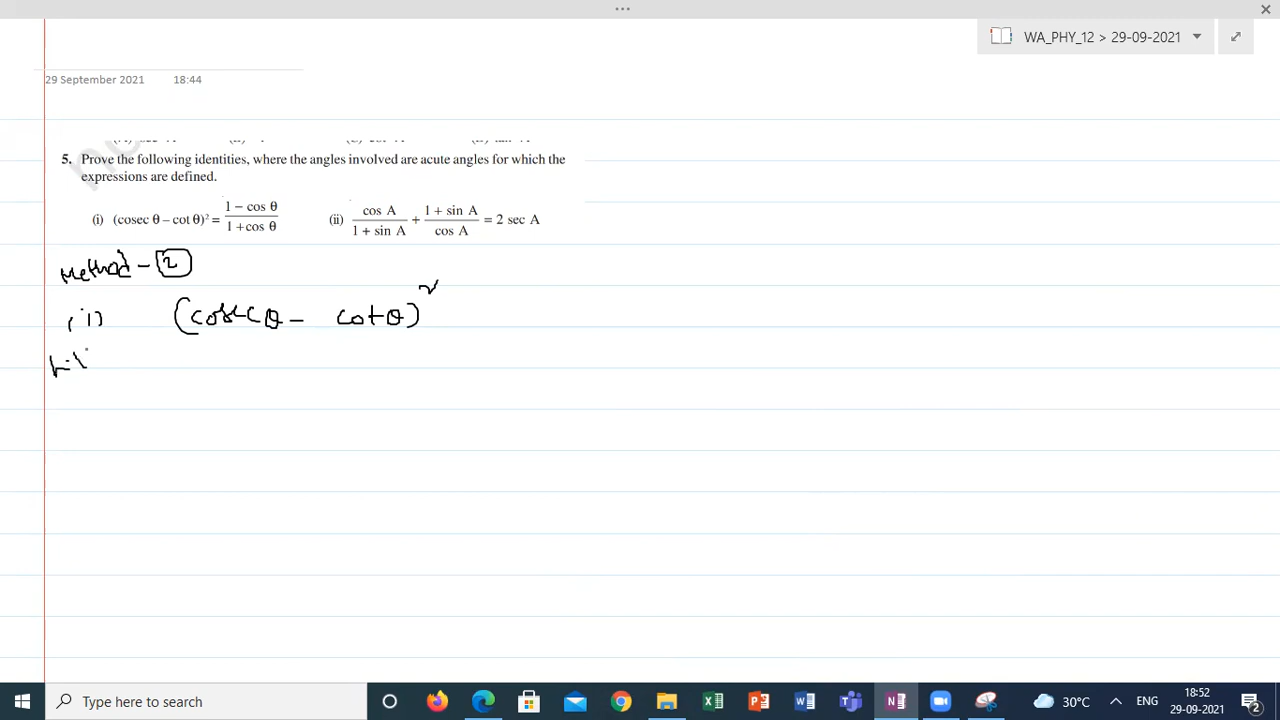 WA_PHY_12 > 29-09-2021
29 September 2021 18:44
5. Prove the following identities, where the angles involved are acute angles for which the
expressions are defined.
(i) (cosec θ – cot θ)² = (1 – cos θ)/(1 + cos θ) (ii) cos A/(1 + sin A) + (1 + sin A)/cos A = 2 sec A
Method - 2
(i) (cosec θ - cot θ)²
Type here to search
30°C
ENG
18:52
29-09-2021
2